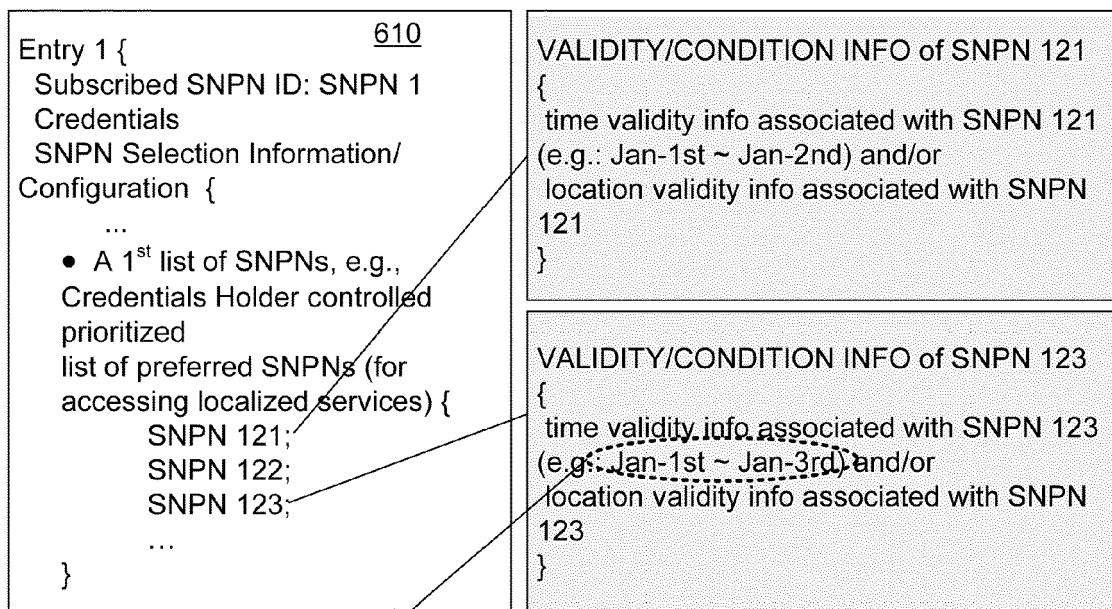 610
Entry 1 {
Subscribed SNPN ID: SNPN 1
Credentials
SNPN Selection Information/
Configuration {
...
• A 1st list of SNPNs, e.g.,
Credentials Holder controlled
prioritized
list of preferred SNPNs (for
accessing localized services) {
SNPN 121;
SNPN 122;
SNPN 123;
...
}
VALIDITY/CONDITION INFO of SNPN 121
{
time validity info associated with SNPN 121
(e.g.: Jan-1st ~ Jan-2nd) and/or
location validity info associated with SNPN
121
}
VALIDITY/CONDITION INFO of SNPN 123
{
time validity info associated with SNPN 123
(e.g.: Jan-1st ~ Jan-3rd) and/or
location validity info associated with SNPN
123
}